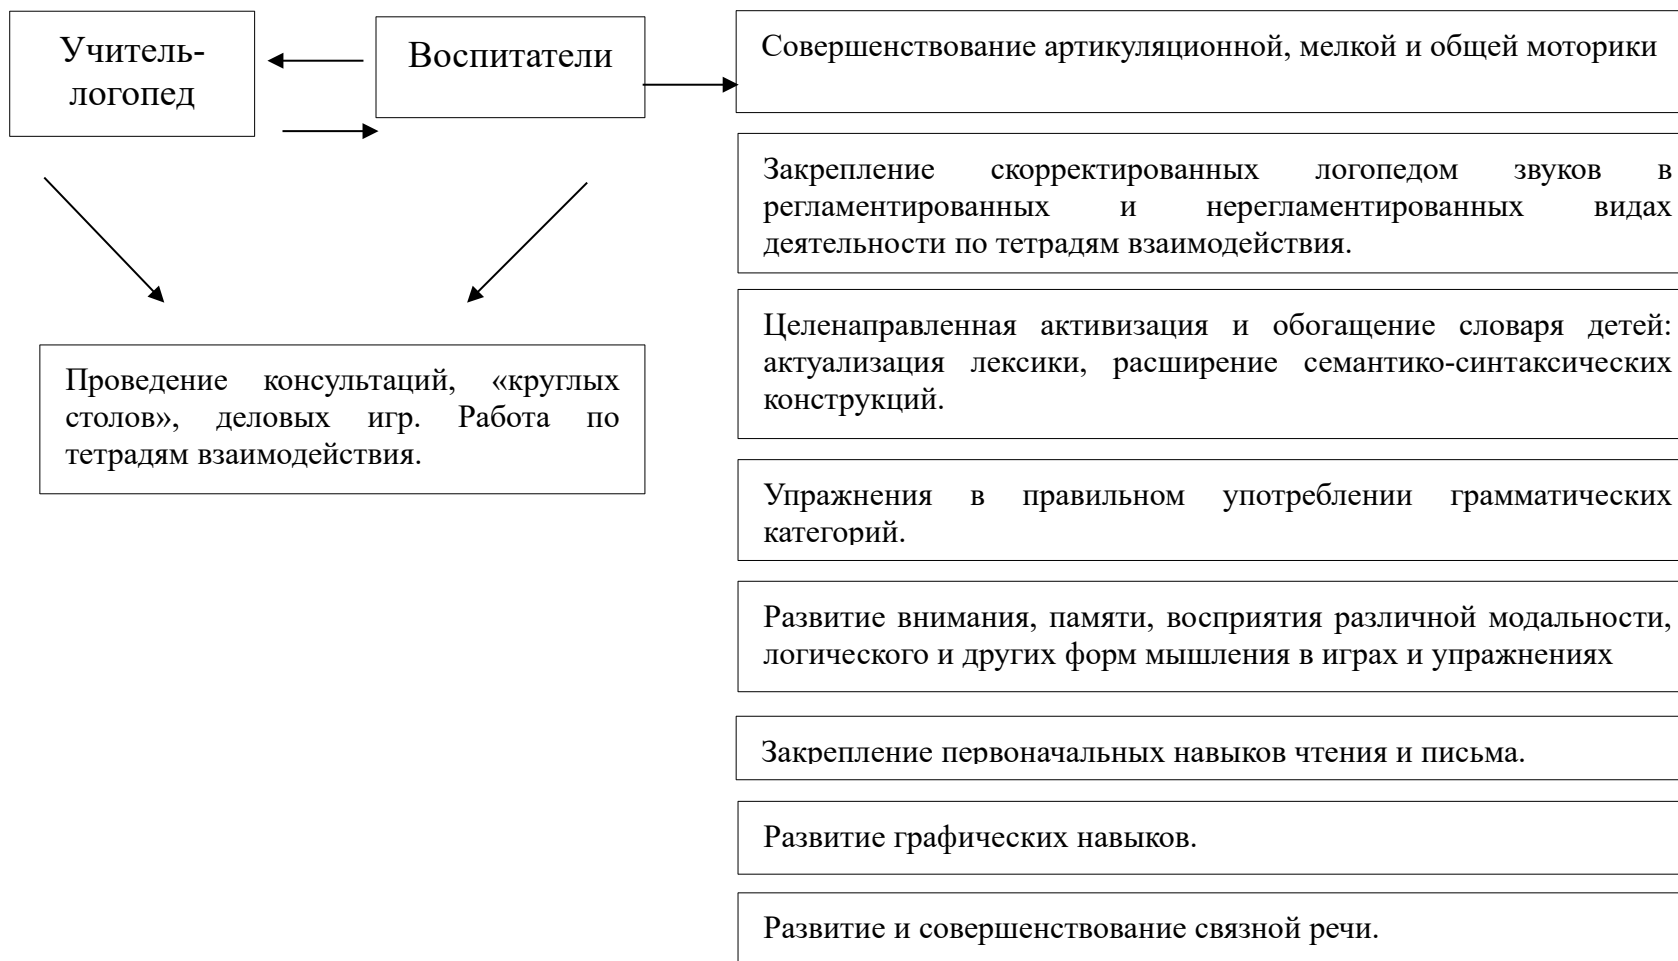 Учитель-
логопед
Воспитатели
Проведение консультаций, «круглых
столов», деловых игр. Работа по
тетрадям взаимодействия.
Совершенствование артикуляционной, мелкой и общей моторики
Закрепление скорректированных логопедом звуков в
регламентированных и нерегламентированных видах
деятельности по тетрадям взаимодействия.
Целенаправленная активизация и обогащение словаря детей:
актуализация лексики, расширение семантико-синтаксических
конструкций.
Упражнения в правильном употреблении грамматических
категорий.
Развитие внимания, памяти, восприятия различной модальности,
логического и других форм мышления в играх и упражнениях
Закрепление первоначальных навыков чтения и письма.
Развитие графических навыков.
Развитие и совершенствование связной речи.